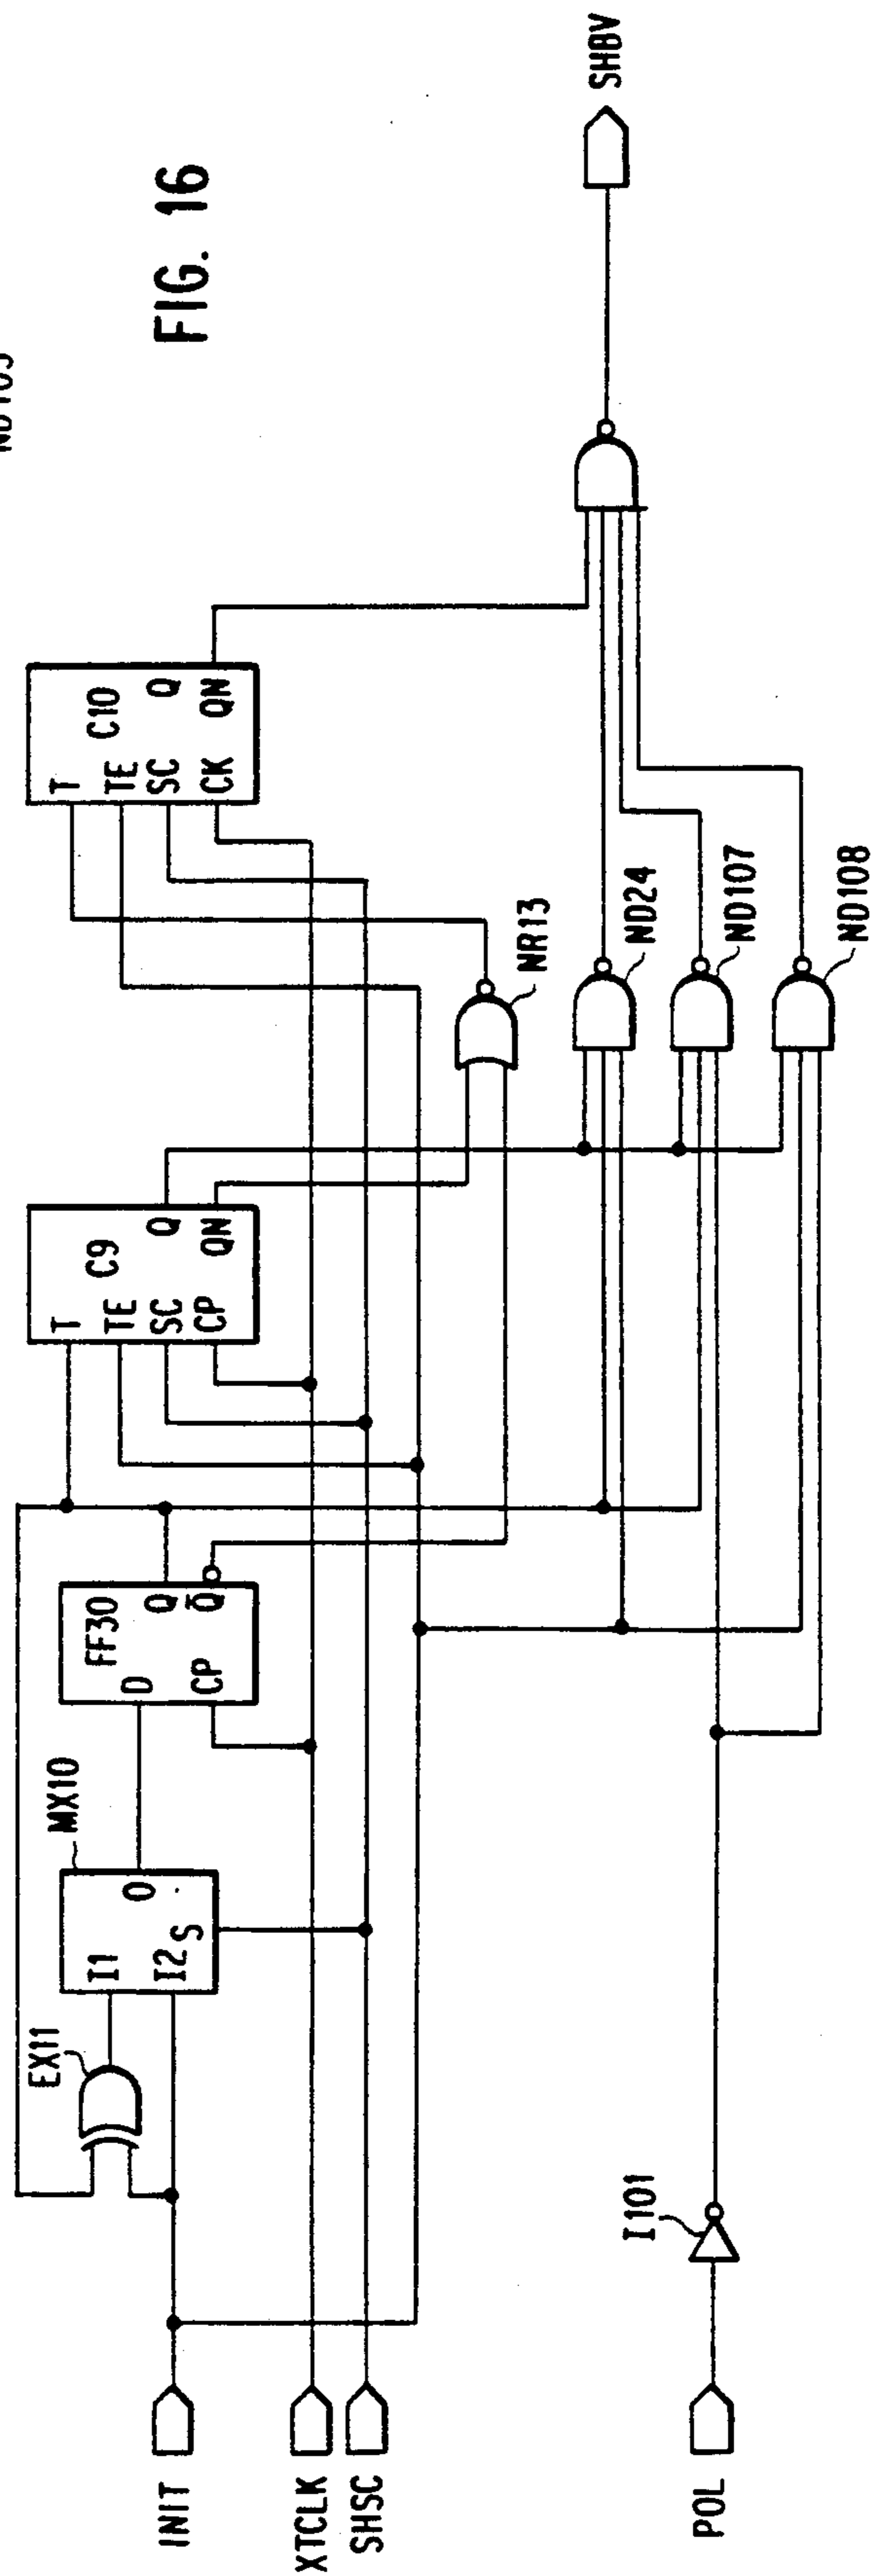 ND105
FIG. 16
INIT
XTCLK
SHSC
POL
EX11
I1
I2
S
O
MX10
D
CP
FF30
Q
Q̅
T
TE
SC
CP
C9
Q
QN
T
TE
SC
CK
C10
Q
QN
NR13
ND24
ND107
ND108
I101
SHBV